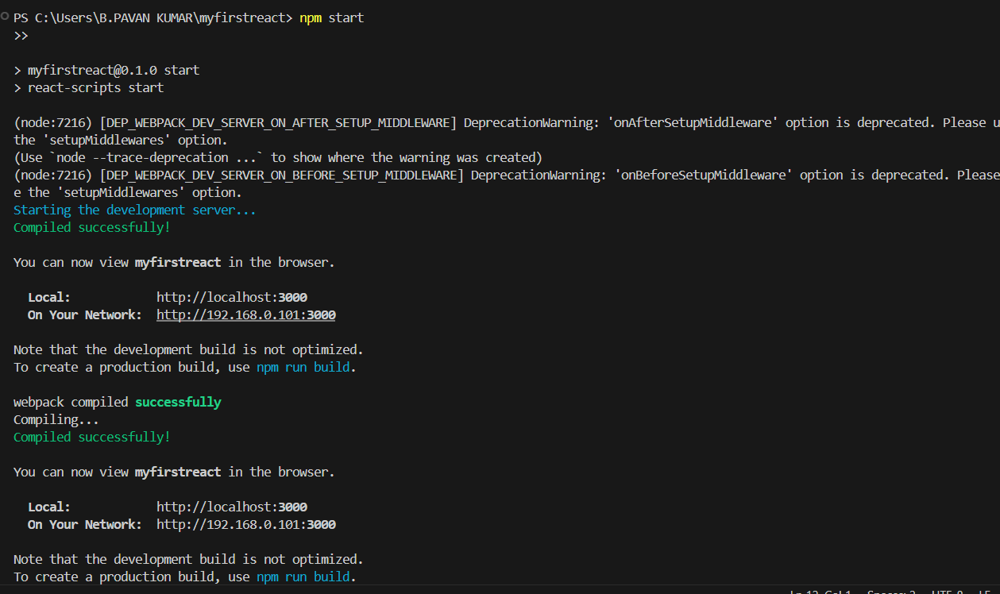 PS C:\Users\B.PAVAN KUMAR\myfirstreact> npm start
>>
> myfirstreact@0.1.0 start
> react-scripts start
(node:7216) [DEP_WEBPACK_DEV_SERVER_ON_AFTER_SETUP_MIDDLEWARE] DeprecationWarning: 'onAfterSetupMiddleware' option is deprecated. Please u
the 'setupMiddlewares' option.
(Use `node --trace-deprecation ...` to show where the warning was created)
(node:7216) [DEP_WEBPACK_DEV_SERVER_ON_BEFORE_SETUP_MIDDLEWARE] DeprecationWarning: 'onBeforeSetupMiddleware' option is deprecated. Please
e the 'setupMiddlewares' option.
Starting the development server...
Compiled successfully!
You can now view myfirstreact in the browser.
Local: http://localhost:3000
On Your Network: http://192.168.0.101:3000
Note that the development build is not optimized.
To create a production build, use npm run build.
webpack compiled successfully
Compiling...
Compiled successfully!
You can now view myfirstreact in the browser.
Local: http://localhost:3000
On Your Network: http://192.168.0.101:3000
Note that the development build is not optimized.
To create a production build, use npm run build.